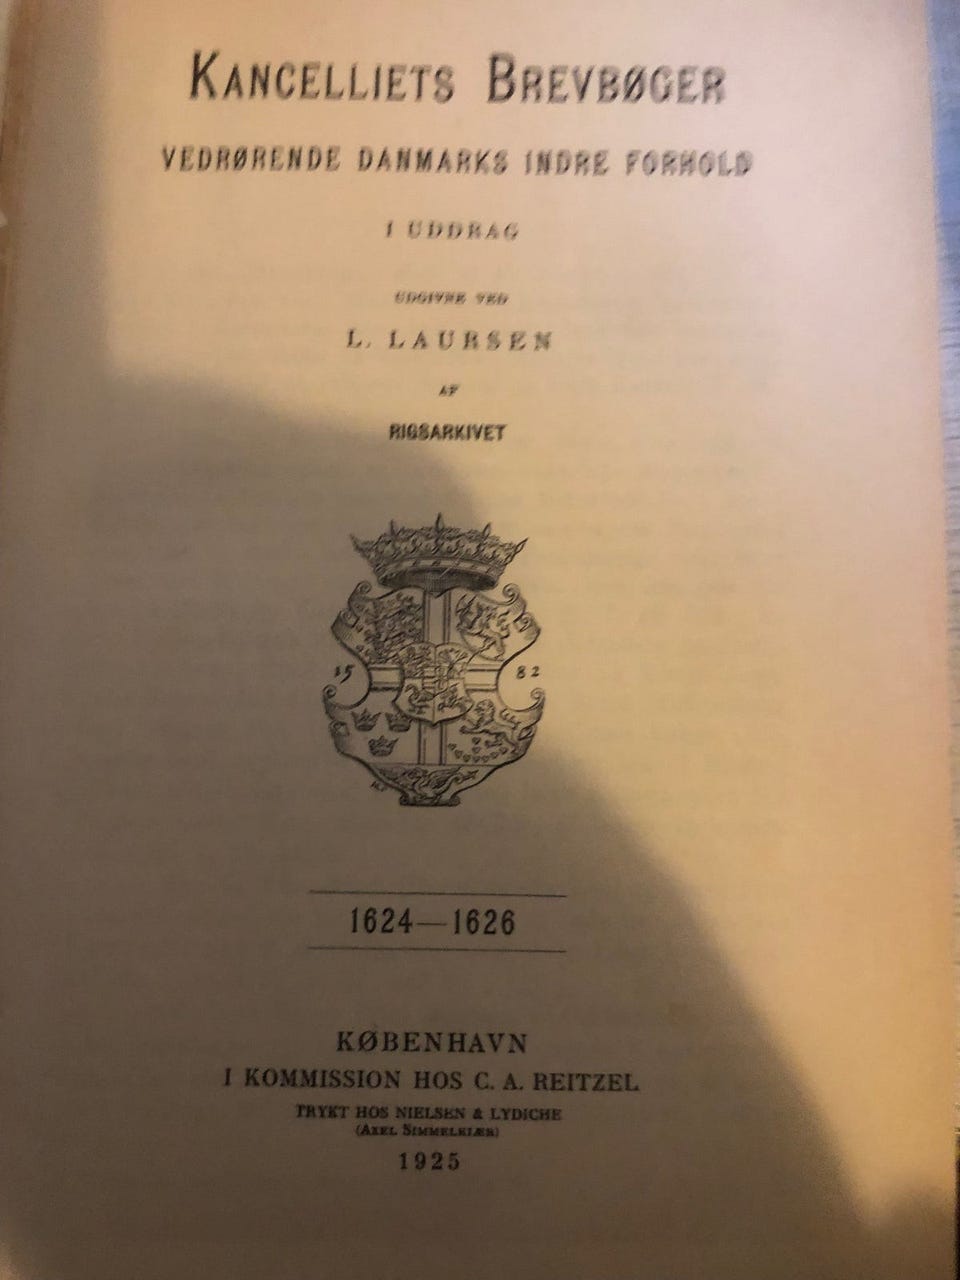 KANCELLIETS BREVBØGER
VEDRØRENDE DANMARKS INDRE FORHOLD
I UDDRAG
UDGIVNE VED
L. LAURSEN
AF
RIGSARKIVET
15 82
1624—1626
KØBENHAVN
I KOMMISSION HOS C. A. REITZEL
TRYKT HOS NIELSEN & LYDICHE
(AXEL SIMMELKIÆR)
1925